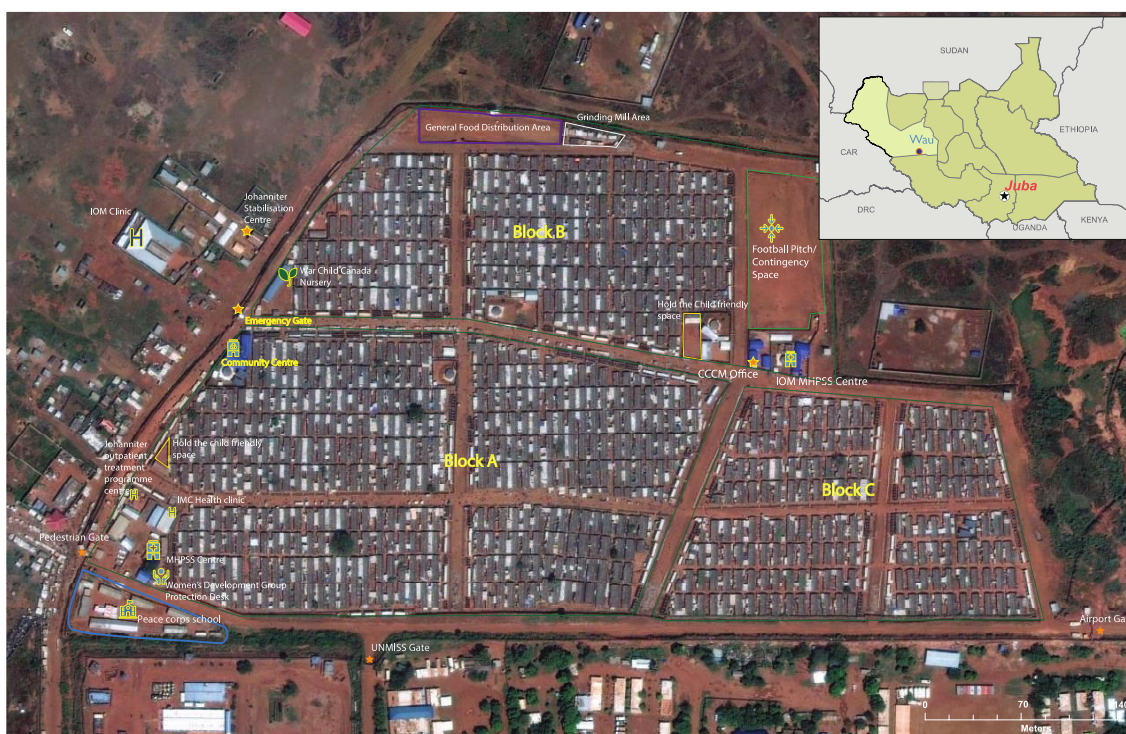 SUDAN
ETHIOPIA
CAR
Wau
Juba
DRC
KENYA
UGANDA
Grinding Mill Area
General Food Distribution Area
Johanniter
Stabilisation
Centre
IOM Clinic
H
Block B
Football Pitch/
Contingency
Space
War Child Canada
Nursery
Hold the Child friendly
space
Emergency Gate
Community Centre
CCCM Office
IOM MHPSS Centre
Johanniter
outpatient
treatment
programme
centre
Hold the child friendly
space
Block A
Block C
H
IMC Health clinic
H
Pedestrian Gate
MHPSS Centre
Women's Development Group
Protection Desk
Peace corps school
Airport Ga
UNMISS Gate
0 70 140
Meters